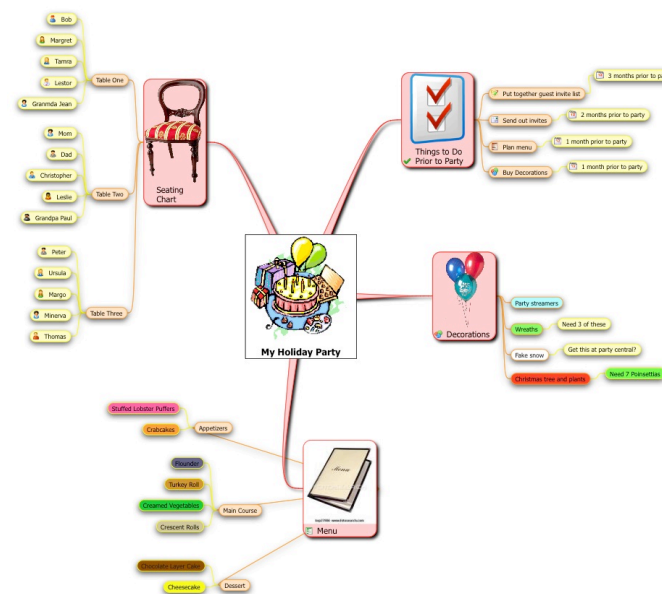 Bob
Margret
Tamra
Lestor
Granmda Jean
Table One
Mom
Dad
Christopher
Leslie
Grandpa Paul
Table Two
Peter
Ursula
Margo
Minerva
Thomas
Table Three
Seating
Chart
Things to Do
Prior to Party
Put together guest invite list
3 months prior to pa
Send out invites
2 months prior to party
Plan menu
1 month prior to party
Buy Decorations
1 month prior to party
My Holiday Party
Decorations
Party streamers
Wreaths
Need 3 of these
Fake snow
Get this at party central?
Christmas tree and plants
Need 7 Poinsettias
Stuffed Lobster Puffers
Crabcakes
Appetizers
Flounder
Turkey Roll
Creamed Vegetables
Crescent Rolls
Main Course
Chocolate Layer Cake
Cheesecake
Dessert
Menu
Menu